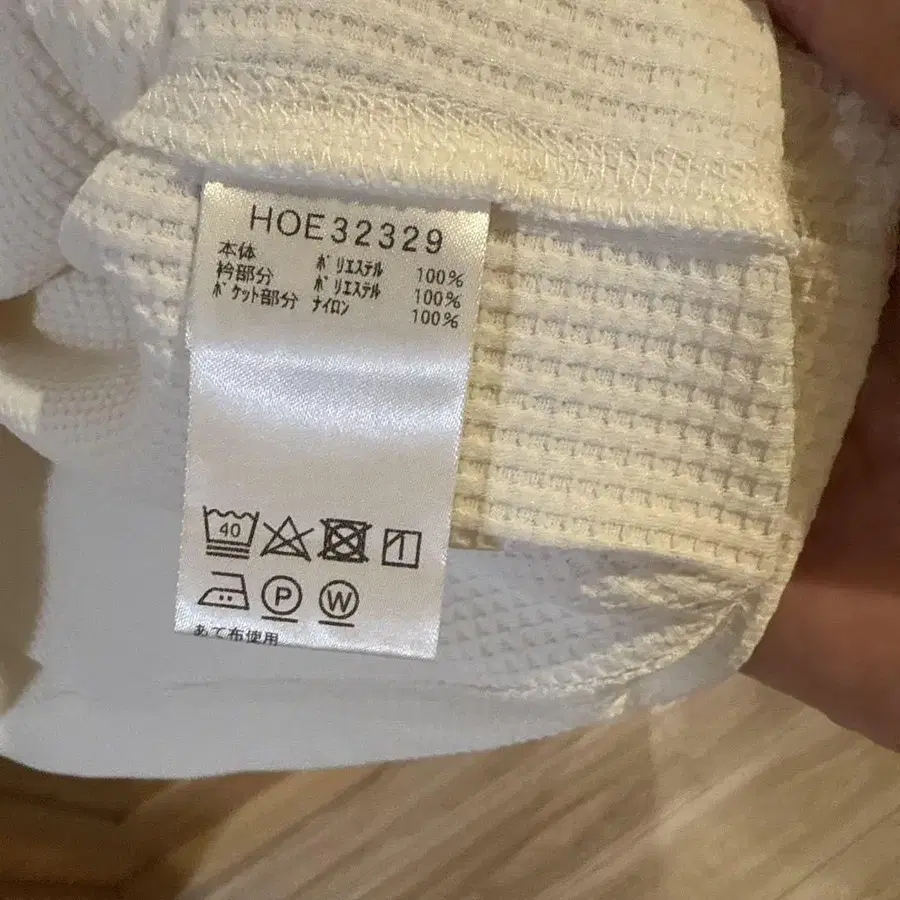 HOE32329
本体 ポリエステル 100%
衿部分 ポリエステル 100%
ポケット部分 ナイロン 100%
40
P W
あて布使用